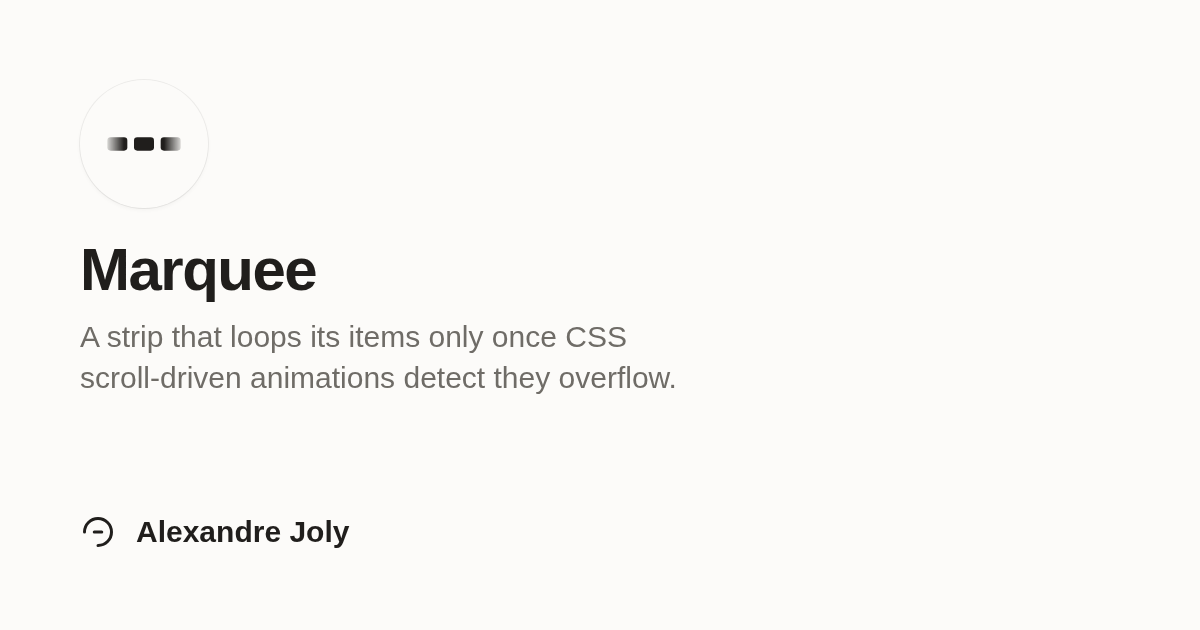 Marquee
A strip that loops its items only once CSS
scroll-driven animations detect they overflow.
Alexandre Joly